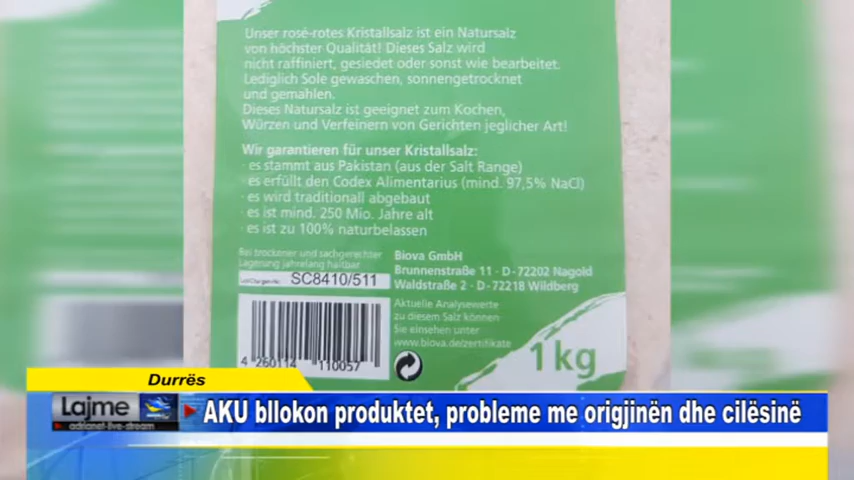 Unser rosé-rotes Kristallsalz ist ein Natursalz
von höchster Qualität! Dieses Salz wird
nicht raffiniert, gesiedet oder sonst wie bearbeitet.
Lediglich Sole gewaschen, sonnengetrocknet
und gemahlen.
Dieses Natursalz ist geeignet zum Kochen,
Würzen und Verfeinern von Gerichten jeglicher Art!
Wir garantieren für unser Kristallsalz:
· es stammt aus Pakistan (aus der Salt Range)
· es erfüllt den Codex Alimentarius (mind. 97,5% NaCl)
· es wird traditionall abgebaut
· es ist mind. 250 Mio. Jahre alt
· es ist zu 100% naturbelassen
Bei trockener und sachgerechter
Lagerung jahrelang haltbar
SC8410/511
4 260114 110057
Biova GmbH
Brunnenstraße 11 · D-72202 Nagold
Waldstraße 2 · D-72218 Wildberg
Aktuelle Analysewerte
zu diesem Salz können
Sie einsehen unter
www.biova.de/zertifikate
1kg
Durrës
Lajme
adrianet-live-stream
AKU bllokon produktet, probleme me origjinën dhe cilësinë